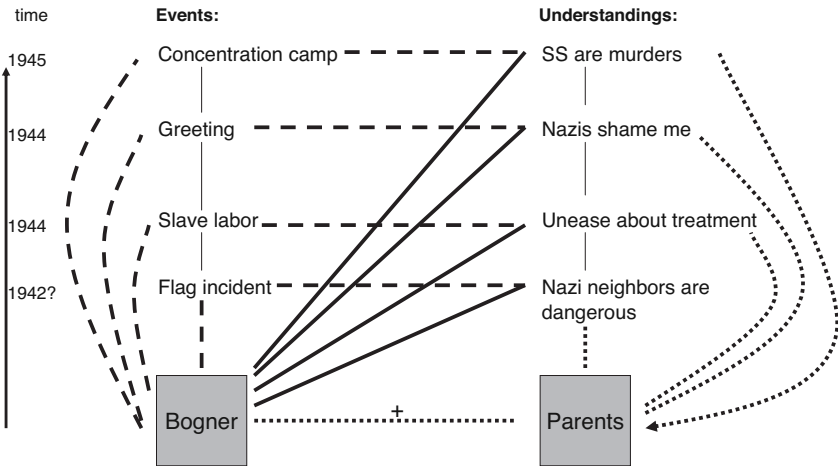 time Events: Understandings:
1945 Concentration camp SS are murders
1944 Greeting Nazis shame me
1944 Slave labor Unease about treatment
1942? Flag incident Nazi neighbors are
dangerous
+
Bogner Parents